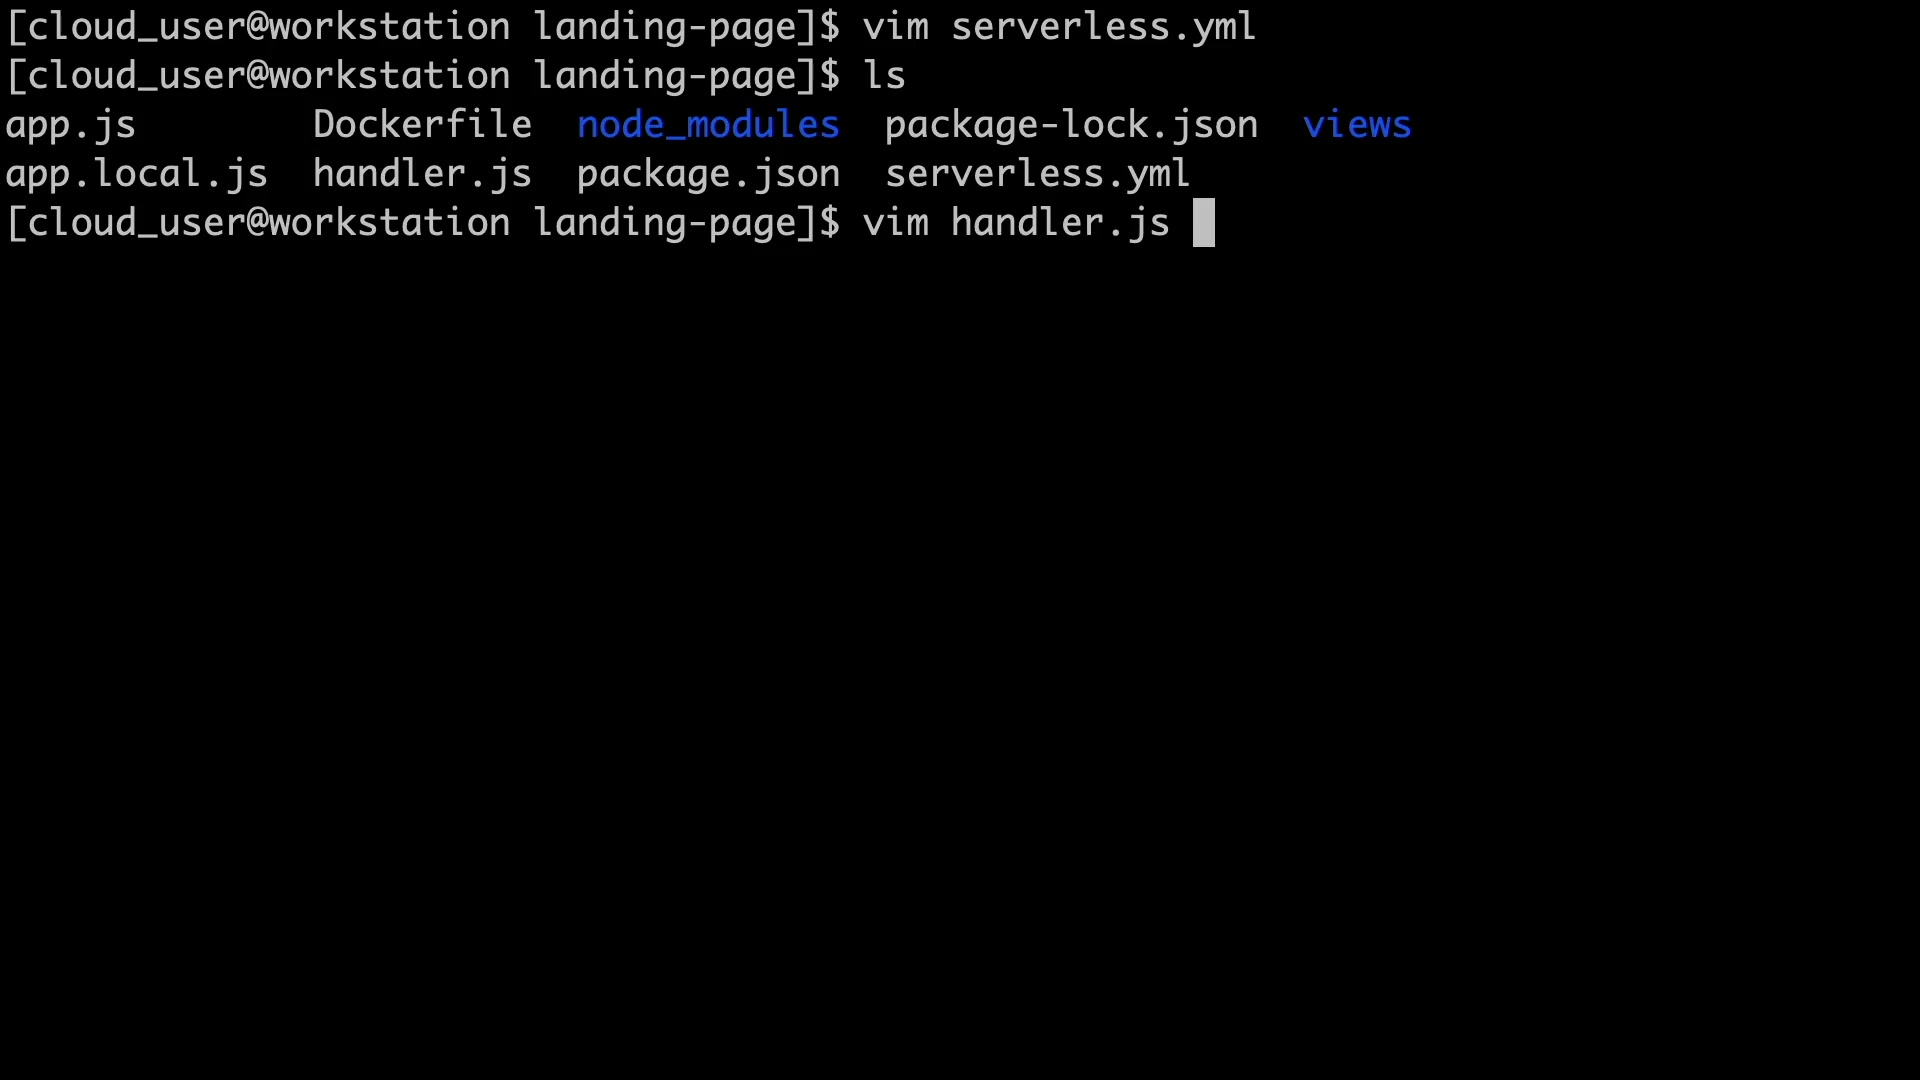 [cloud_user@workstation landing-page]$ vim serverless.yml
[cloud_user@workstation landing-page]$ ls
app.js        Dockerfile  node_modules  package-lock.json  views
app.local.js  handler.js  package.json  serverless.yml
[cloud_user@workstation landing-page]$ vim handler.js